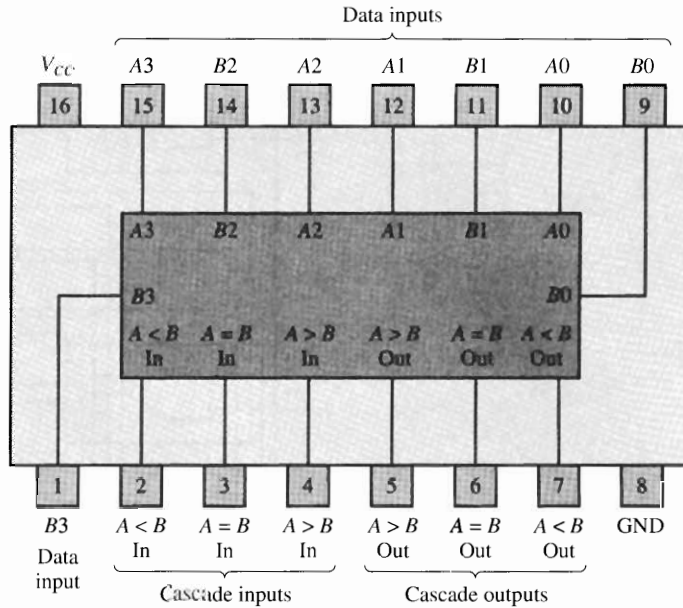 Data inputs
VCC A3 B2 A2 A1 B1 A0 B0
16 15 14 13 12 11 10 9
A3 B2 A2 A1 B1 A0
B3 B0
A < B A = B A > B A > B A = B A < B
In In In Out Out Out
1 2 3 4 5 6 7 8
B3 A < B A = B A > B A > B A = B A < B GND
Data In In In Out Out Out
input
Cascade inputs Cascade outputs